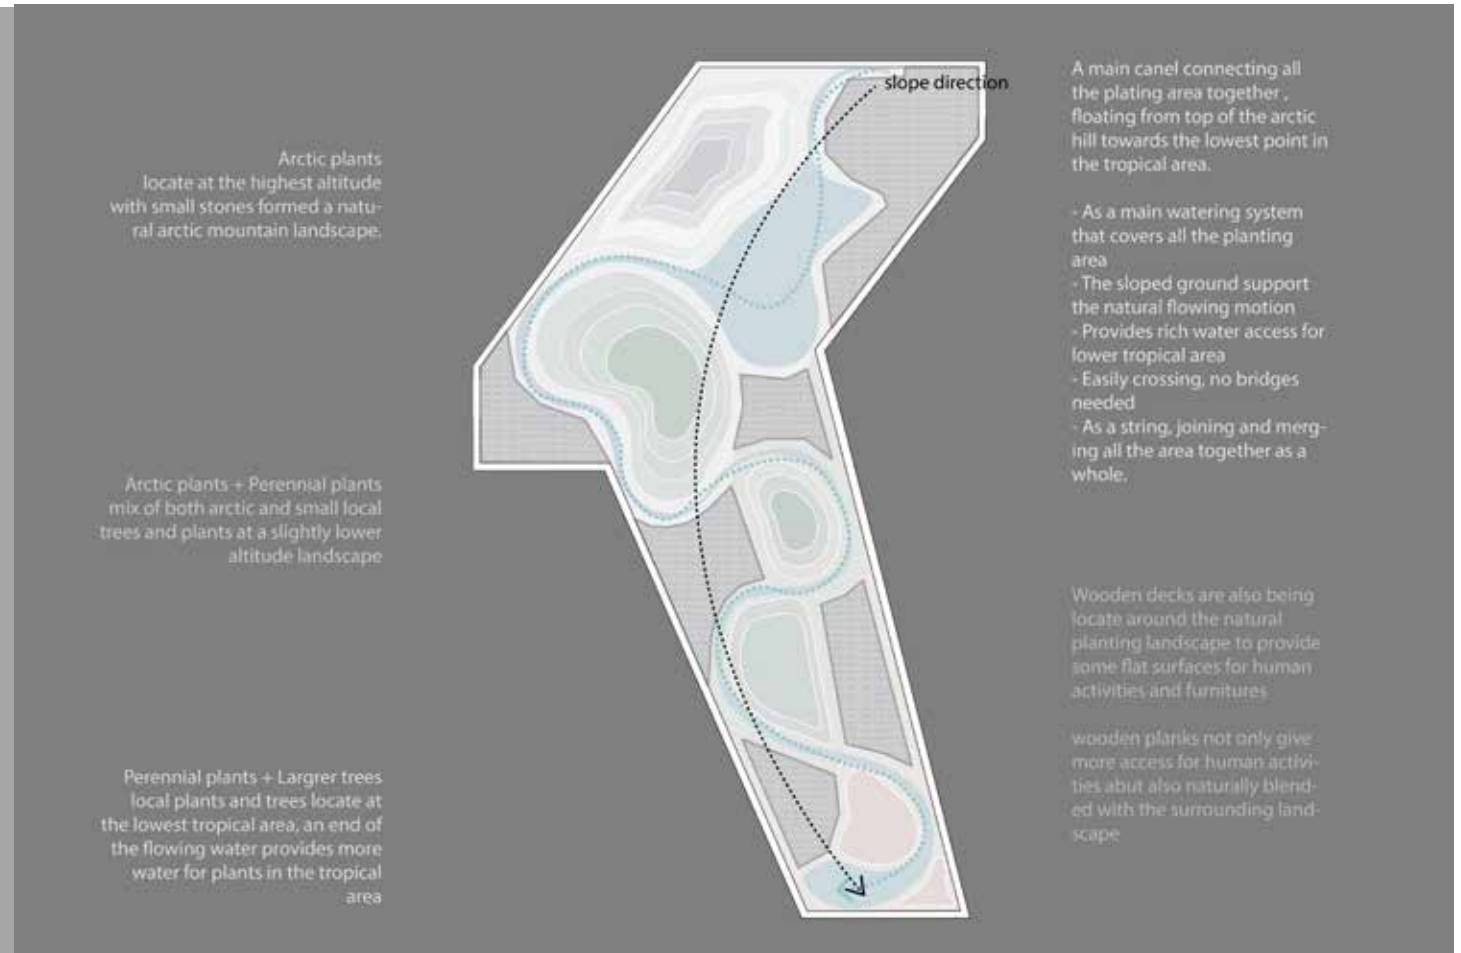 slope direction
Arctic plants
locate at the highest altitude
with small stones formed a natu-
ral arctic mountain landscape.
Arctic plants + Perennial plants
mix of both arctic and small local
trees and plants at a slightly lower
altitude landscape
Perennial plants + Largrer trees
local plants and trees locate at
the lowest tropical area, an end of
the flowing water provides more
water for plants in the tropical
area
A main canel connecting all
the plating area together ,
floating from top of the arctic
hill towards the lowest point in
the tropical area.
- As a main watering system
that covers all the planting
area
- The sloped ground support
the natural flowing motion
- Provides rich water access for
lower tropical area
- Easily crossing, no bridges
needed
- As a string, joining and merg-
ing all the area together as a
whole.
Wooden decks are also being
locate around the natural
planting landscape to provide
some flat surfaces for human
activities and furnitures
wooden planks not only give
more access for human activi-
ties abut also naturally blend-
ed with the surrounding land-
scape